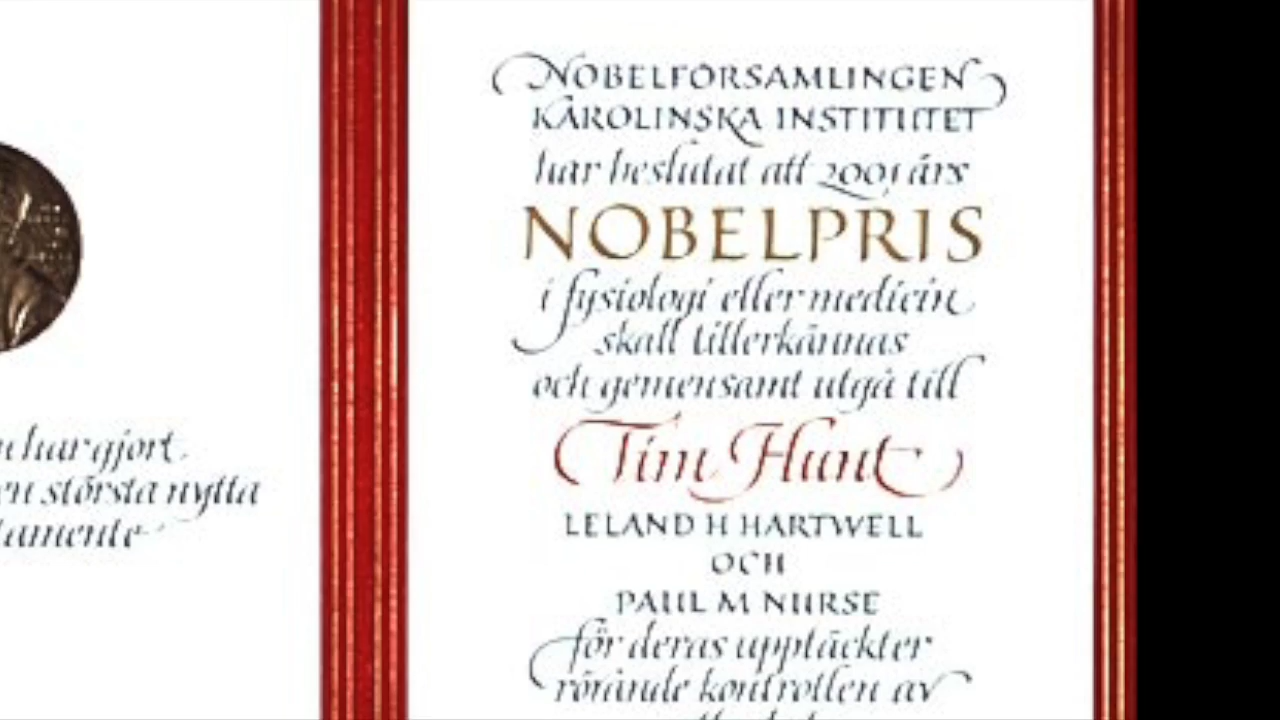 har gjort
största nytta
NOBELFÖRSAMLINGEN
KAROLINSKA INSTITUTET
har beslutat att 2001 års
NOBELPRIS
i fysiologi eller medicin
skall tillerkännas
och gemensamt utgå till
Tim Hunt
LELAND H HARTWELL
OCH
PAUL M NURSE
för deras upptäckter
rörande kontrollen av